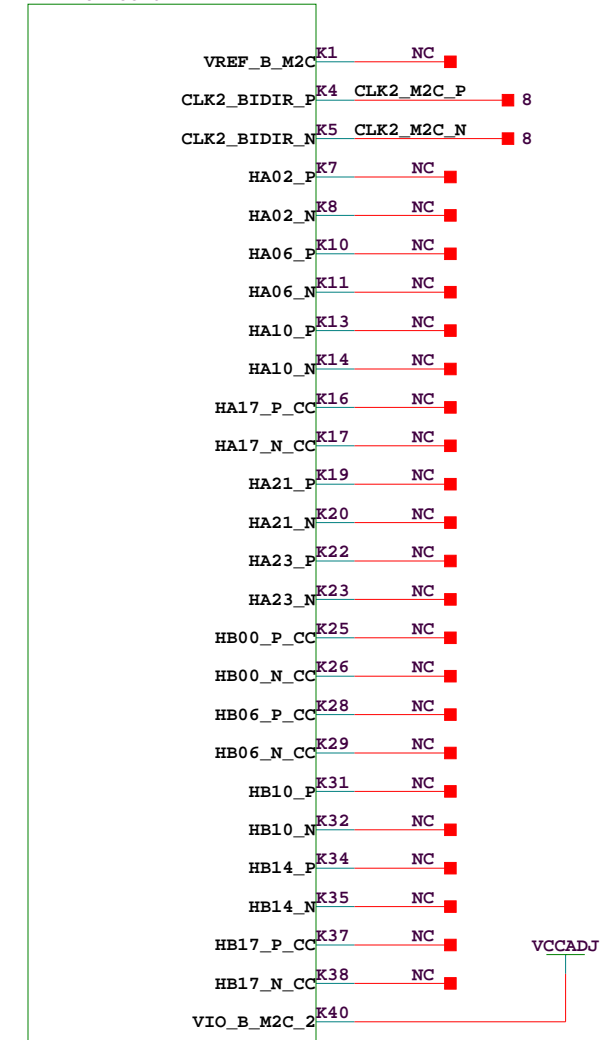 VREF_B_M2C K1 NC
CLK2_BIDIR_P K4 CLK2_M2C_P 8
CLK2_BIDIR_N K5 CLK2_M2C_N 8
HA02_P K7 NC
HA02_N K8 NC
HA06_P K10 NC
HA06_N K11 NC
HA10_P K13 NC
HA10_N K14 NC
HA17_P_CC K16 NC
HA17_N_CC K17 NC
HA21_P K19 NC
HA21_N K20 NC
HA23_P K22 NC
HA23_N K23 NC
HB00_P_CC K25 NC
HB00_N_CC K26 NC
HB06_P_CC K28 NC
HB06_N_CC K29 NC
HB10_P K31 NC
HB10_N K32 NC
HB14_P K34 NC
HB14_N K35 NC
HB17_P_CC K37 NC VCCADJ
HB17_N_CC K38 NC
VIO_B_M2C_2 K40